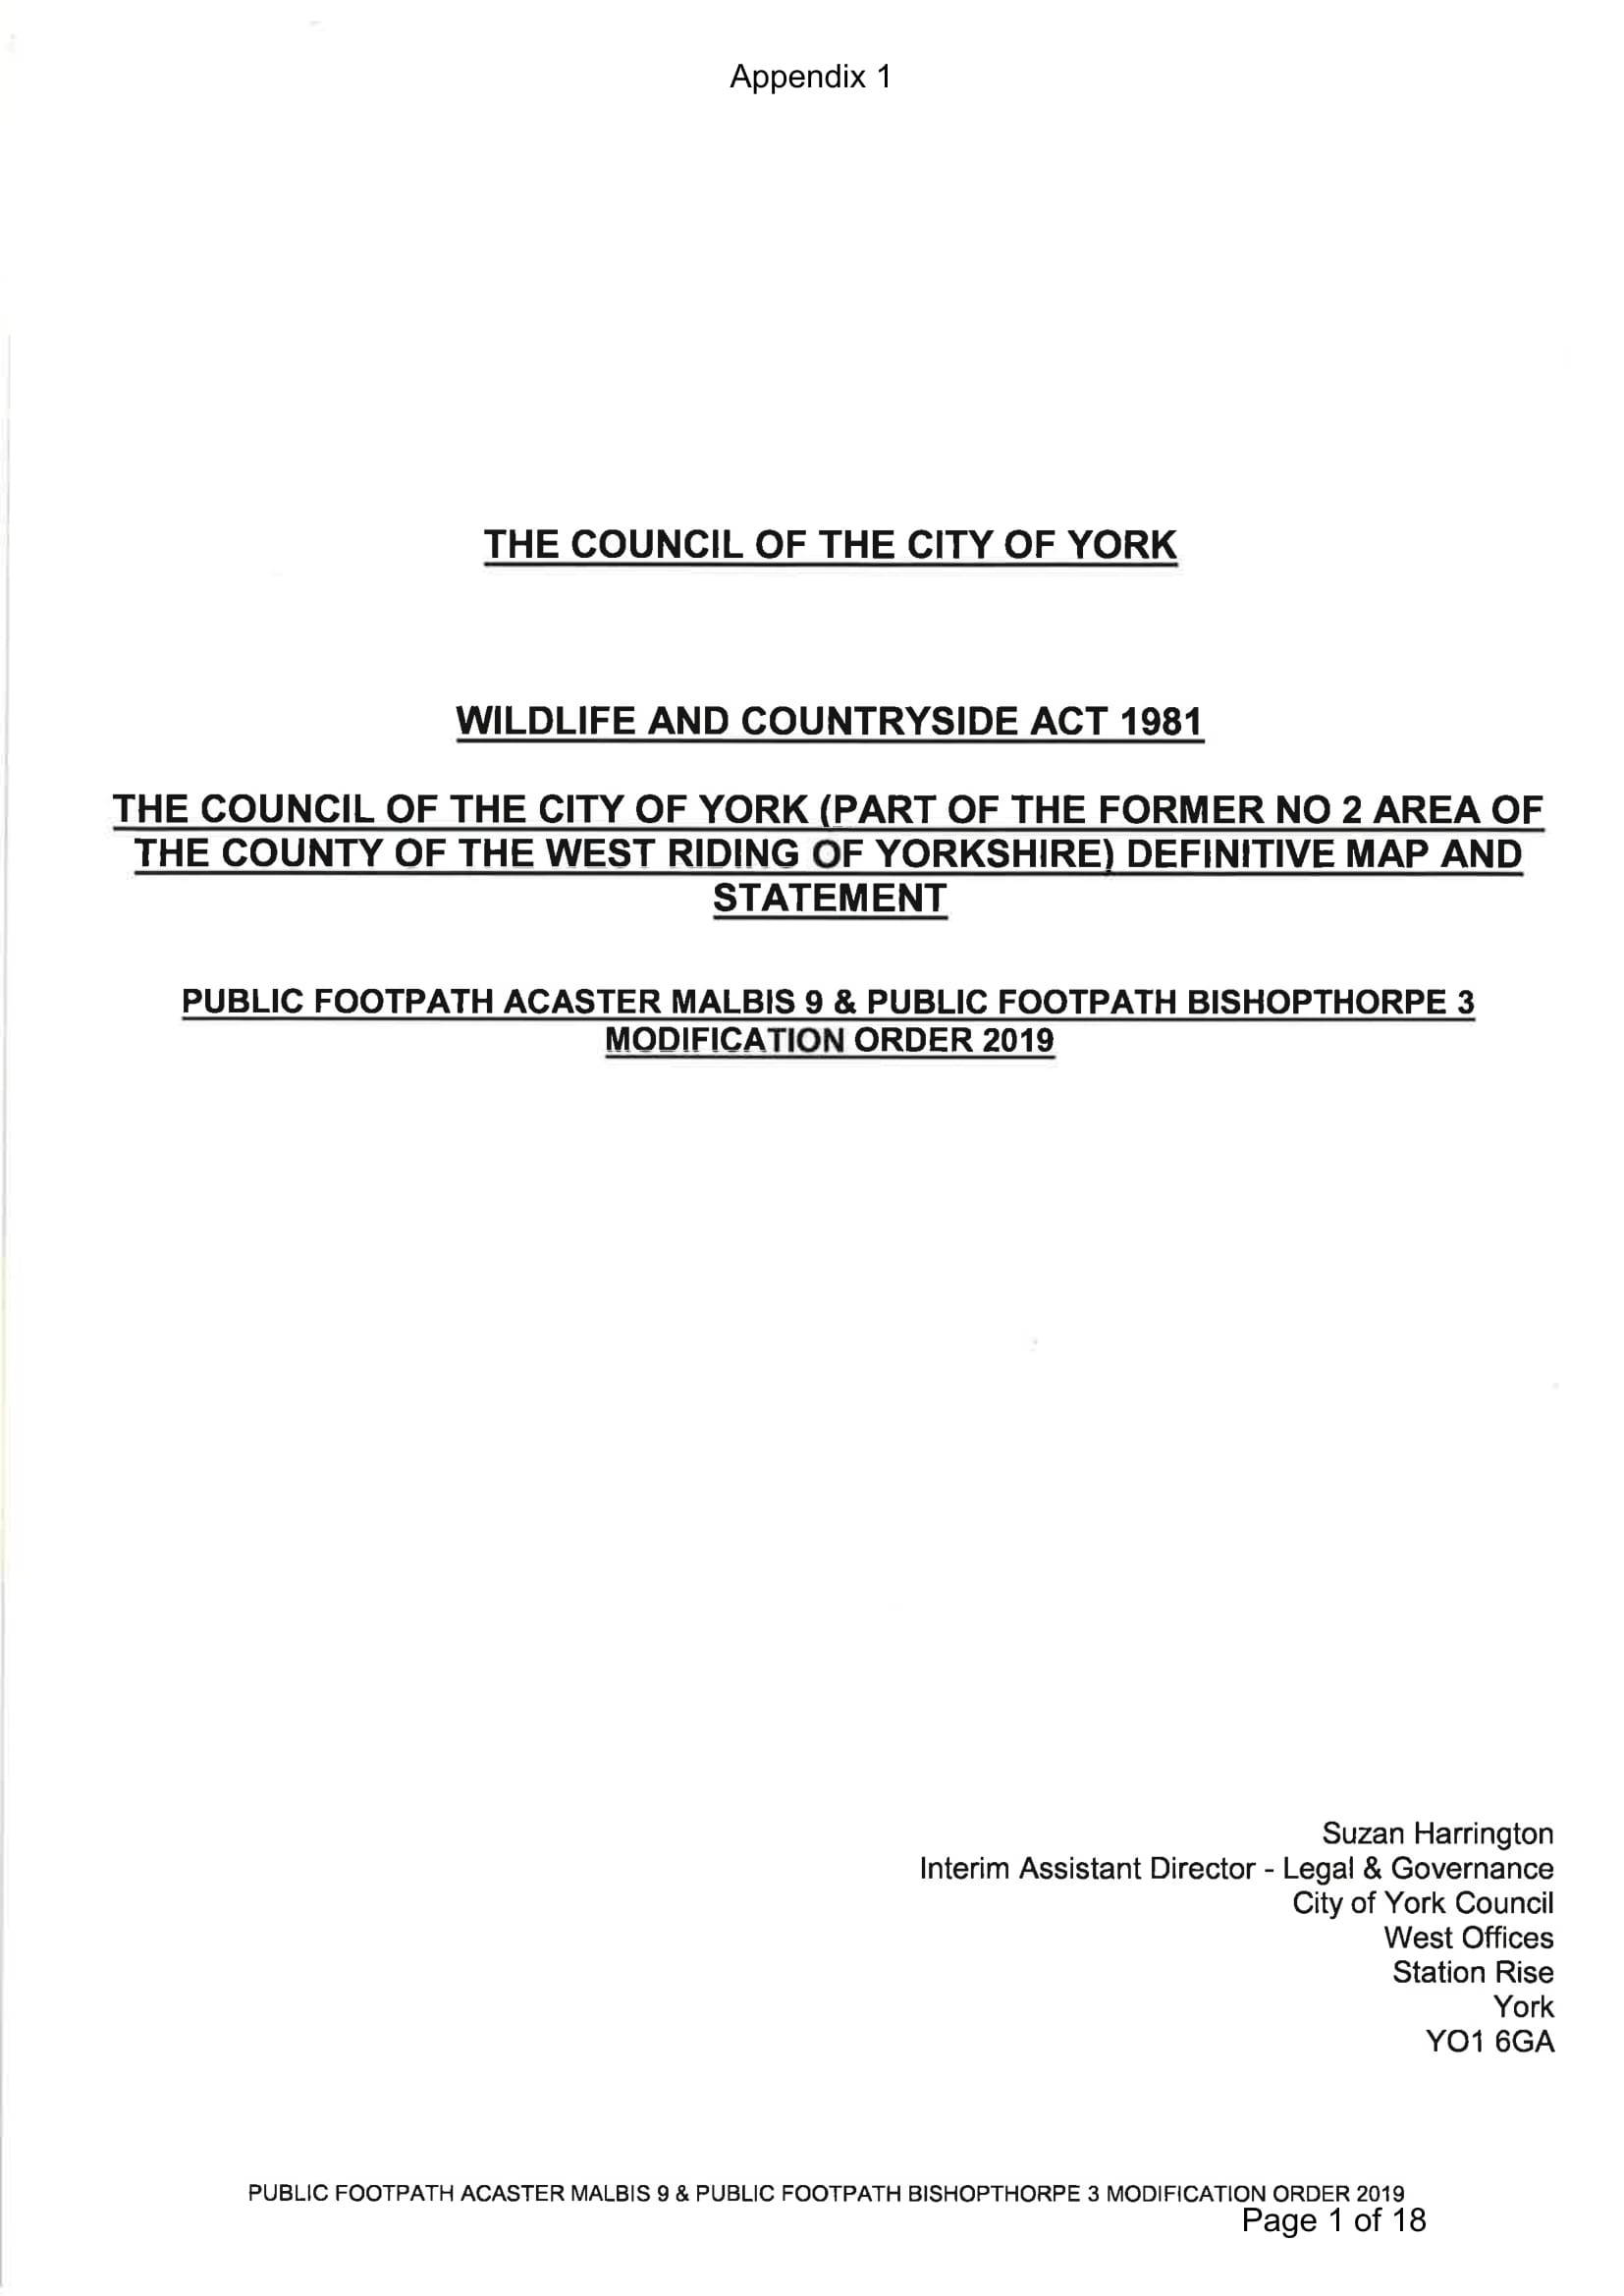 Appendix 1
THE COUNCIL OF THE CITY OF YORK
WILDLIFE AND COUNTRYSIDE ACT 1981
THE COUNCIL OF THE CITY OF YORK (PART OF THE FORMER NO 2 AREA OF
THE COUNTY OF THE WEST RIDING OF YORKSHIRE) DEFINITIVE MAP AND
STATEMENT
PUBLIC FOOTPATH ACASTER MALBIS 9 & PUBLIC FOOTPATH BISHOPTHORPE 3
MODIFICATION ORDER 2019
Suzan Harrington
Interim Assistant Director - Legal & Governance
City of York Council
West Offices
Station Rise
York
YO1 6GA
PUBLIC FOOTPATH ACASTER MALBIS 9 & PUBLIC FOOTPATH BISHOPTHORPE 3 MODIFICATION ORDER 2019
Page 1 of 18